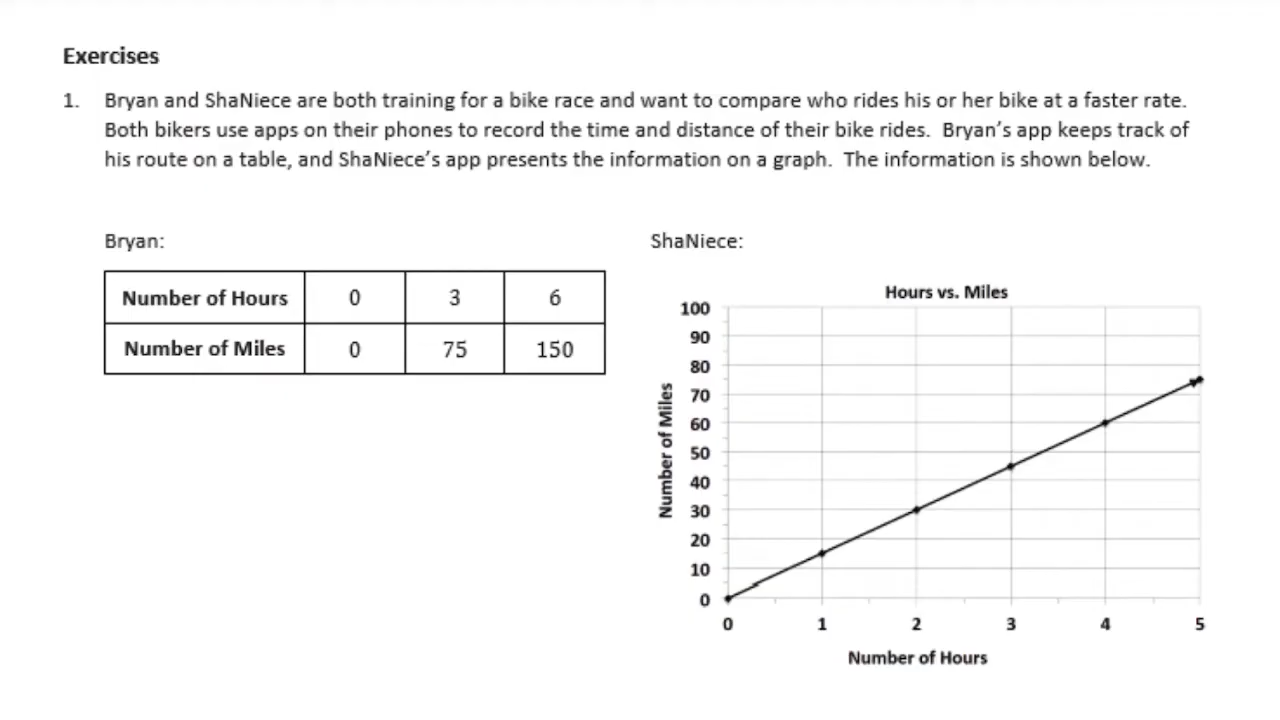 Exercises
1. Bryan and ShaNiece are both training for a bike race and want to compare who rides his or her bike at a faster rate.
Both bikers use apps on their phones to record the time and distance of their bike rides. Bryan’s app keeps track of
his route on a table, and ShaNiece’s app presents the information on a graph. The information is shown below.
Bryan:
Number of Hours 0 3 6
Number of Miles 0 75 150
ShaNiece:
Hours vs. Miles
Number of Miles
100
90
80
70
60
50
40
30
20
10
0
0 1 2 3 4 5
Number of Hours